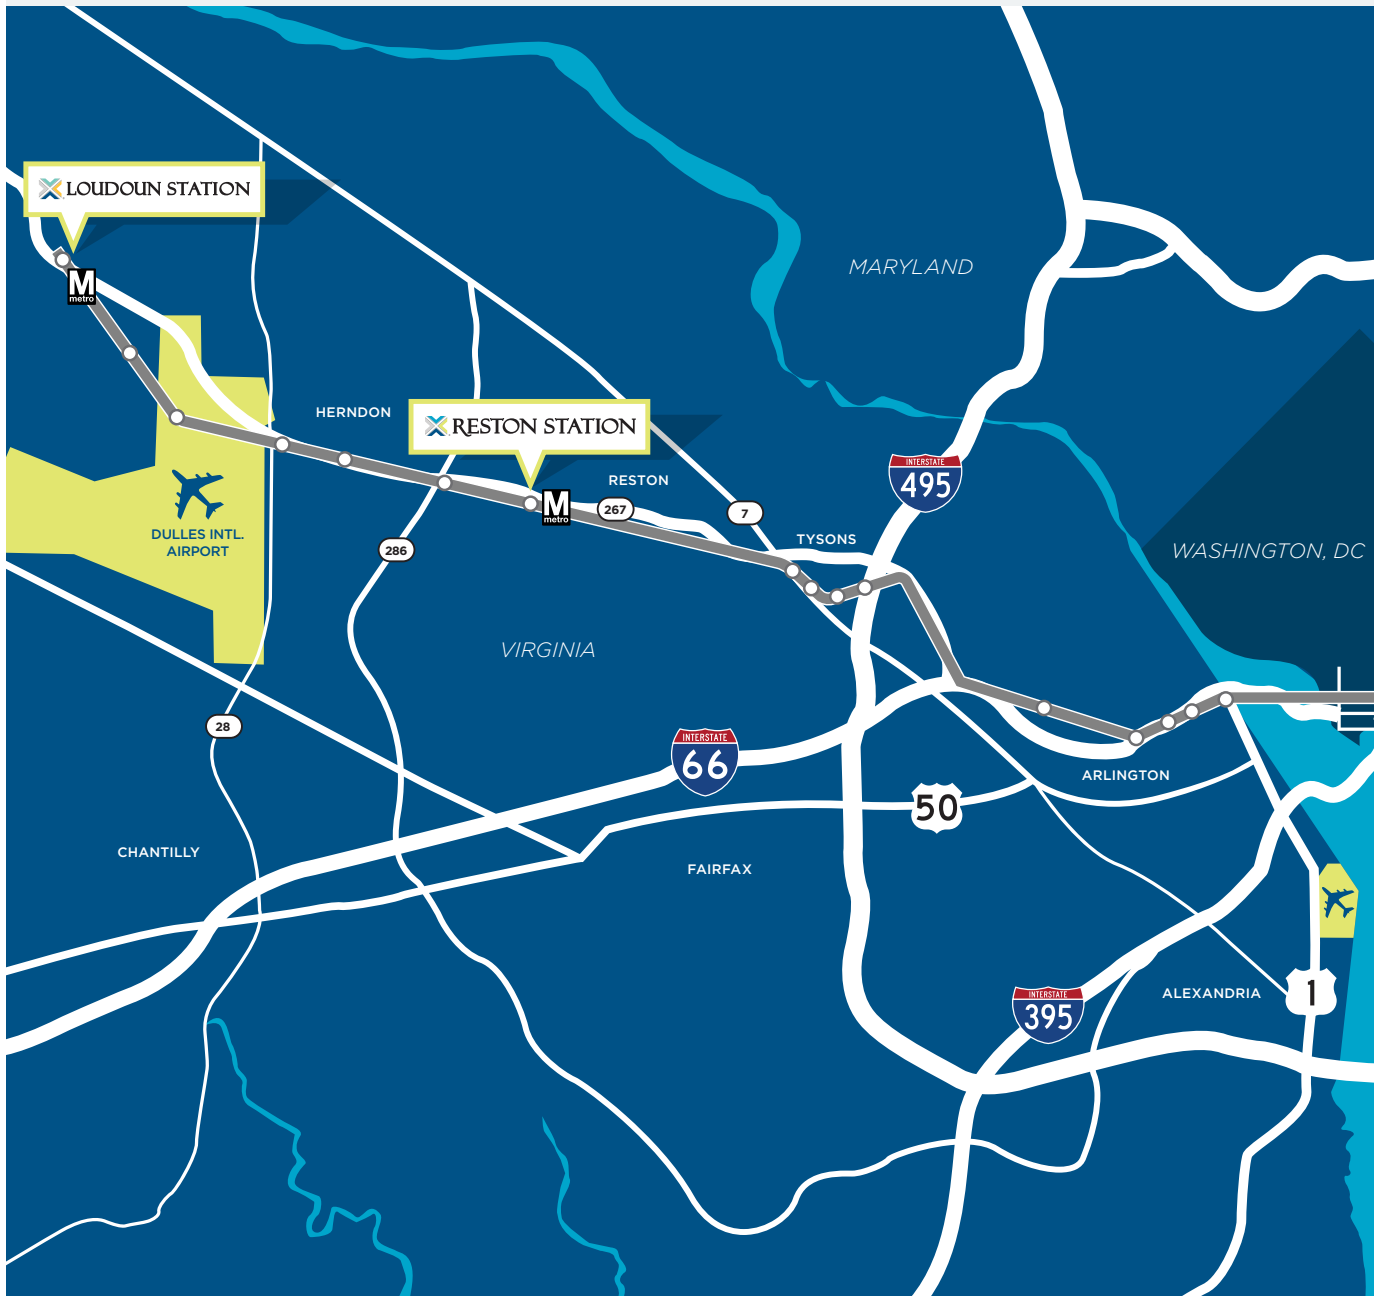 LOUDOUN STATION
MARYLAND
M
metro
HERNDON
RESTON STATION
INTERSTATE
495
RESTON
M
metro
267
7
DULLES INTL.
AIRPORT
TYSONS
286
WASHINGTON, DC
VIRGINIA
28
INTERSTATE
66
ARLINGTON
50
CHANTILLY
FAIRFAX
ALEXANDRIA
1
INTERSTATE
395